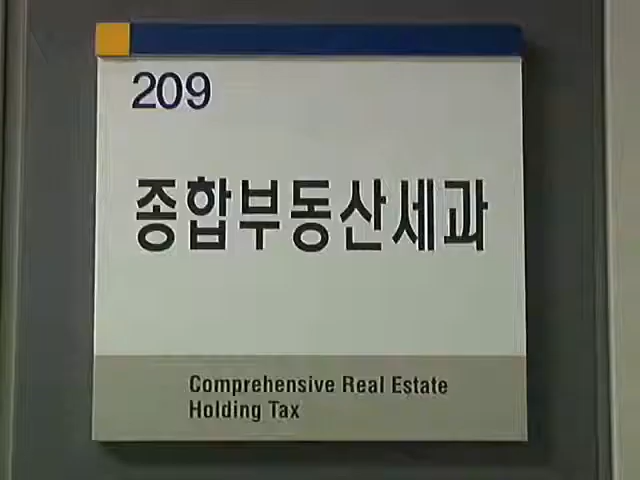 209
종합부동산세과
Comprehensive Real Estate
Holding Tax